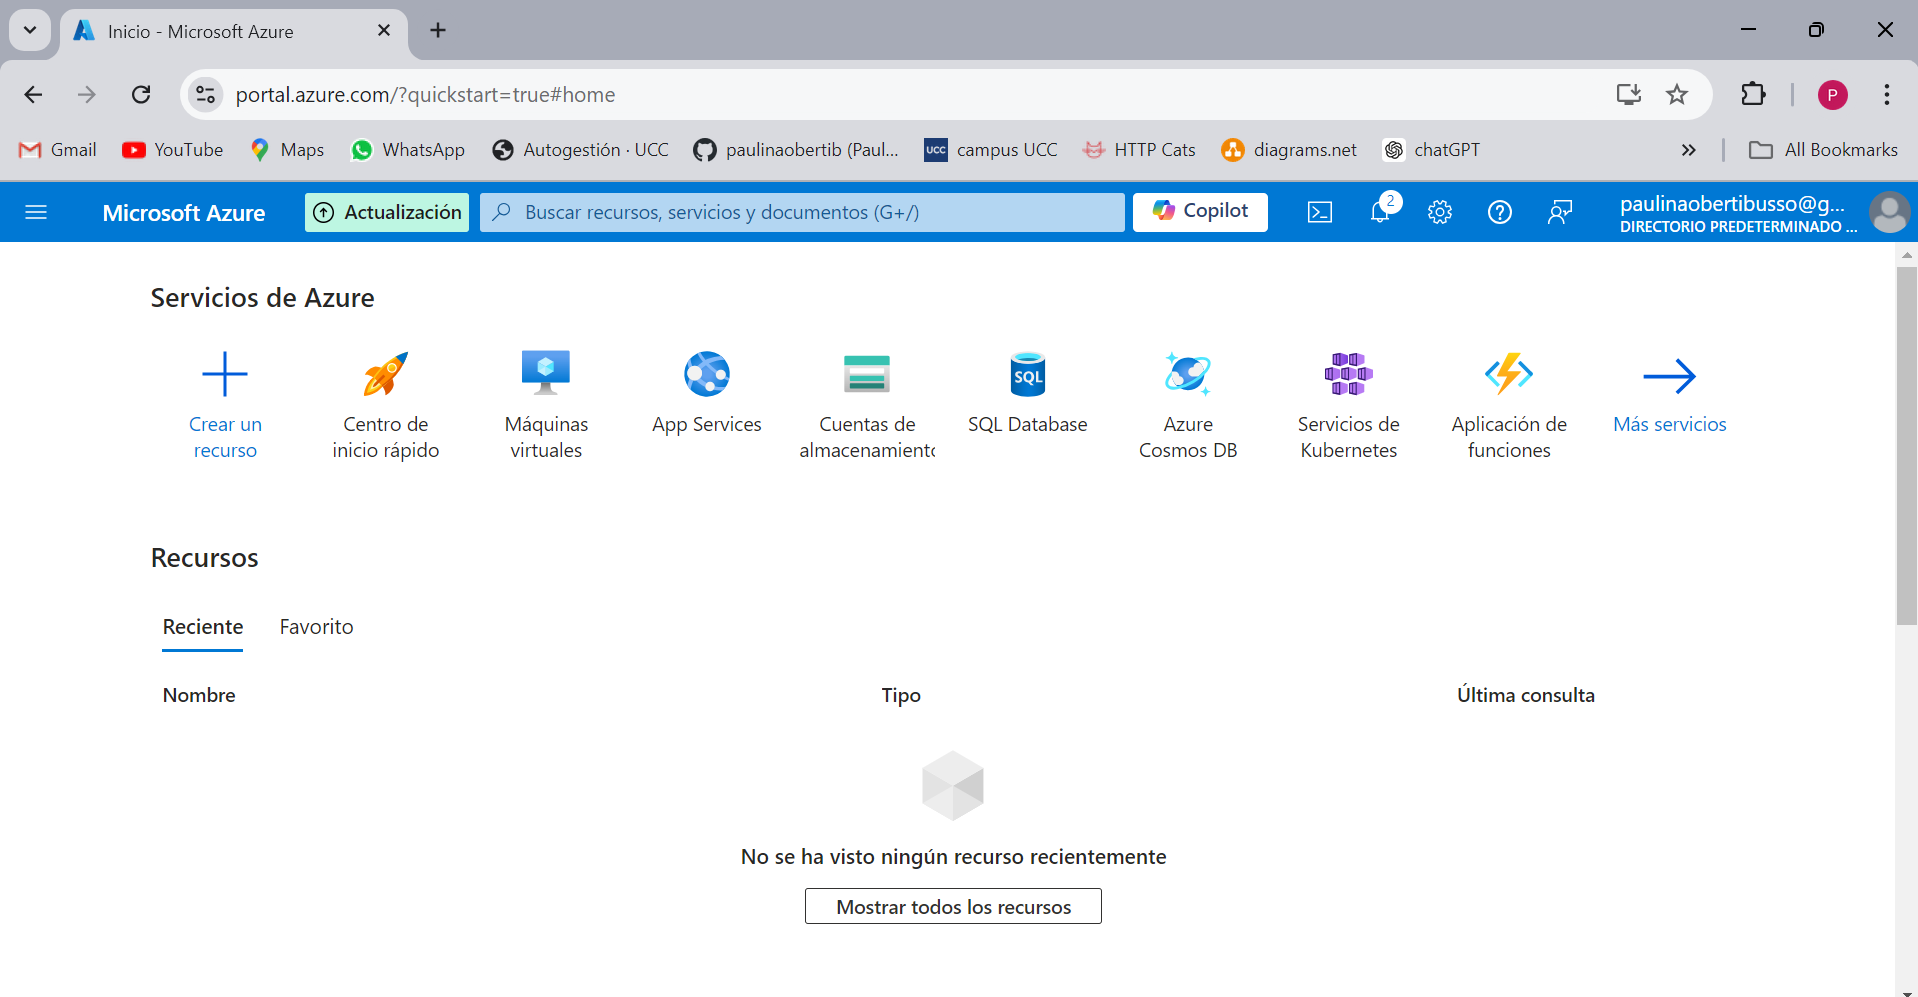 Inicio - Microsoft Azure
portal.azure.com/?quickstart=true#home
P
Gmail
YouTube
Maps
WhatsApp
Autogestión · UCC
paulinaobertib (Paul...
UCC
campus UCC
HTTP Cats
diagrams.net
chatGPT
All Bookmarks
Microsoft Azure
Actualización
Buscar recursos, servicios y documentos (G+/)
Copilot
2
paulinaobertibusso@g...
DIRECTORIO PREDETERMINADO ...
Servicios de Azure
Crear un
recurso
Centro de
inicio rápido
Máquinas
virtuales
App Services
Cuentas de
almacenamiento
SQL
SQL Database
Azure
Cosmos DB
Servicios de
Kubernetes
Aplicación de
funciones
Más servicios
Recursos
Reciente
Favorito
Nombre
Tipo
Última consulta
No se ha visto ningún recurso recientemente
Mostrar todos los recursos